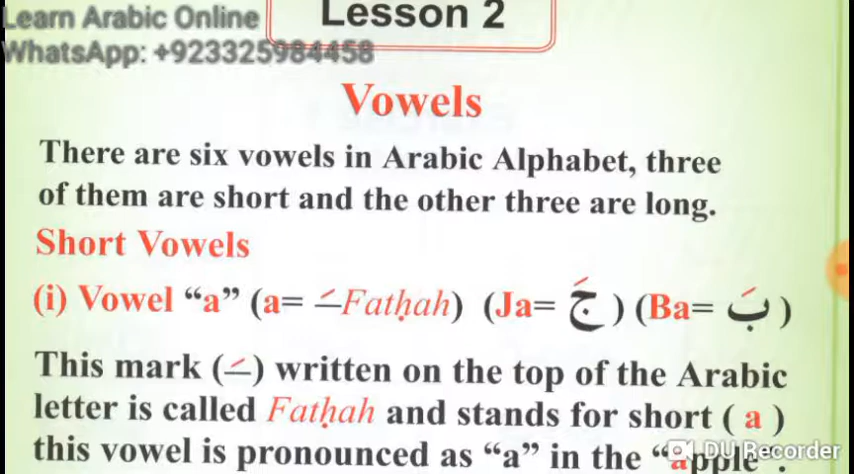 Learn Arabic Online
Lesson 2
WhatsApp: +923325984458
Vowels
There are six vowels in Arabic Alphabet, three
of them are short and the other three are long.
Short Vowels
(i) Vowel “a” (a= َ Fatḥah) (Ja= جَ ) (Ba= بَ )
This mark ( َ ) written on the top of the Arabic
letter is called Fatḥah and stands for short ( a )
this vowel is pronounced as “a” in the “apple”.
DU Recorder